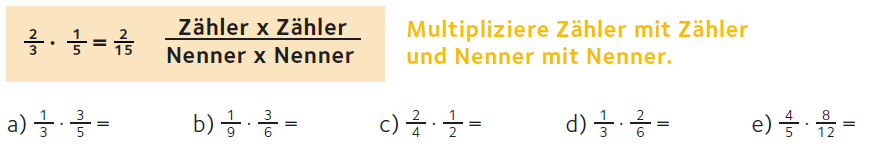 2/3 · 1/5 = 2/15 Zähler x Zähler / Nenner x Nenner
Multipliziere Zähler mit Zähler
und Nenner mit Nenner.
a) 1/3 · 3/5 = b) 1/9 · 3/6 = c) 2/4 · 1/2 = d) 1/3 · 2/6 = e) 4/5 · 8/12 =